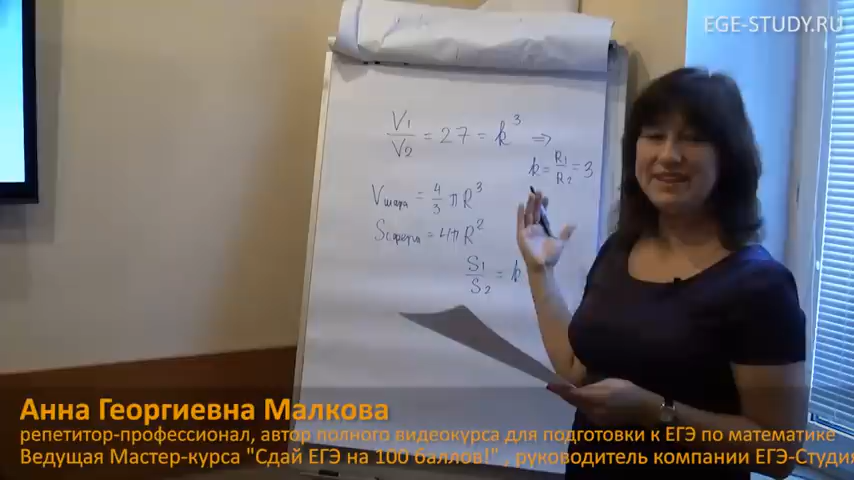 EGE-STUDY.RU
V₁/V₂ = 27 = k³ ⇒
k = R₁/R₂ = 3
Vшара = 4/3 πR³
Sсферы = 4πR²
S₁/S₂ = k
Анна Георгиевна Малкова
репетитор-профессионал, автор полного видеокурса для подготовки к ЕГЭ по математике
Ведущая Мастер-курса "Сдай ЕГЭ на 100 баллов!" , руководитель компании ЕГЭ-Студия